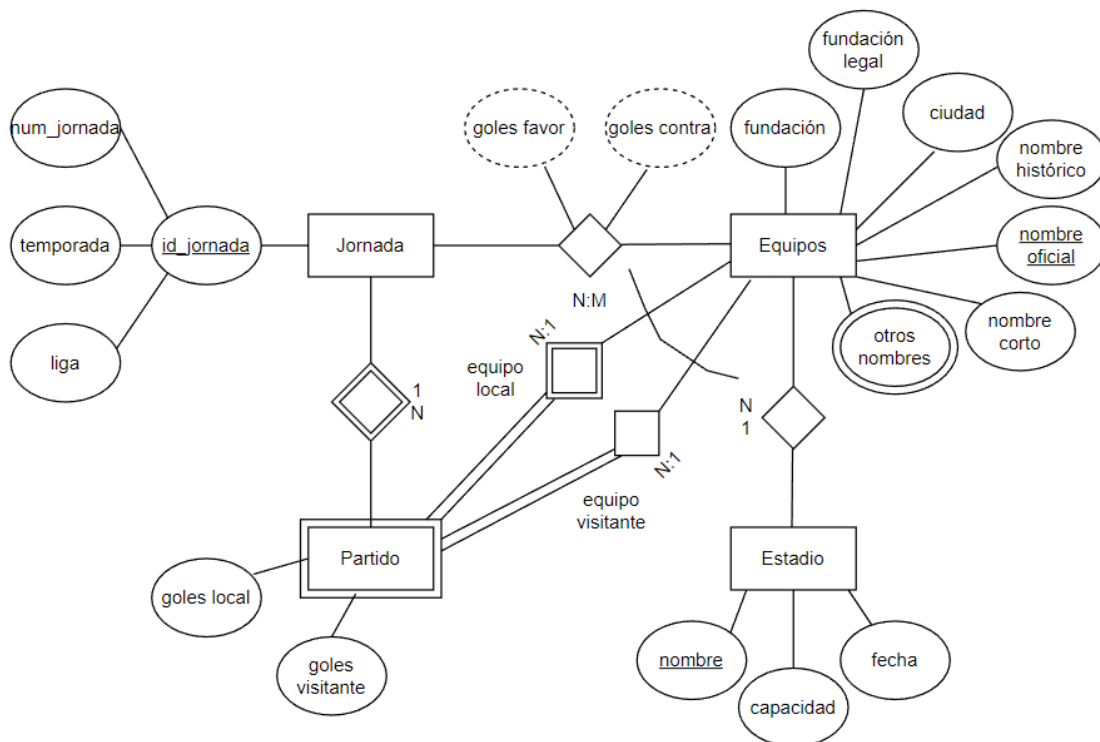 fundación
legal
num_jornada
goles favor
goles contra
fundación
ciudad
nombre
histórico
temporada
id_jornada
Jornada
Equipos
nombre
oficial
N:M
N:1
otros
nombres
nombre
corto
liga
equipo
local
1
N
N
1
N:1
equipo
visitante
Partido
Estadio
goles local
goles
visitante
nombre
capacidad
fecha